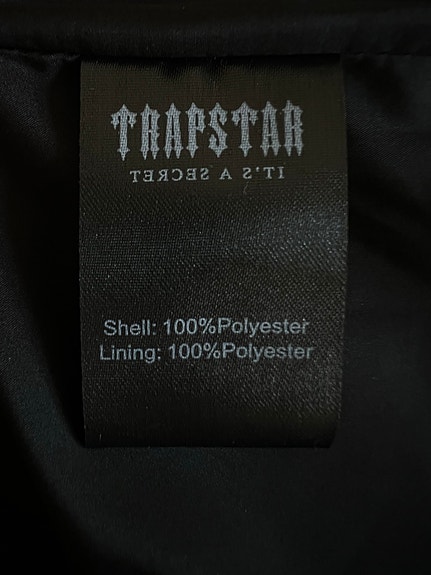 TRAPSTAR
IT'S A SECRET
Shell: 100%Polyester
Lining: 100%Polyester